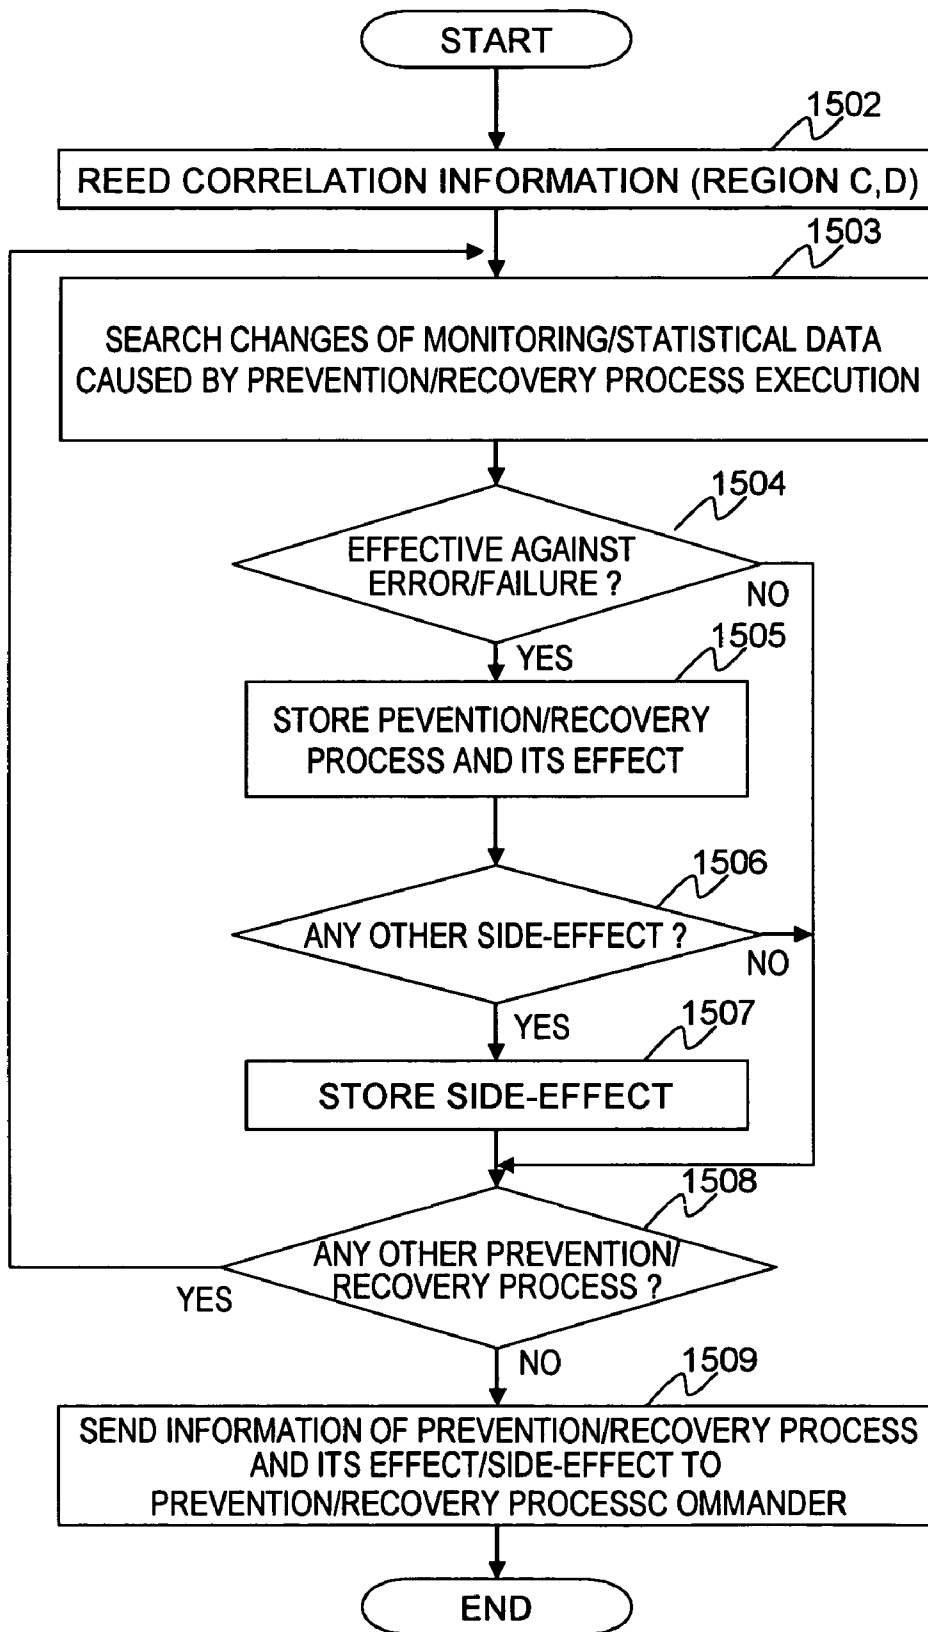 START
1502
REED CORRELATION INFORMATION (REGION C,D)
1503
SEARCH CHANGES OF MONITORING/STATISTICAL DATA
CAUSED BY PREVENTION/RECOVERY PROCESS EXECUTION
1504
EFFECTIVE AGAINST
ERROR/FAILURE ?
NO
YES
1505
STORE PEVENTION/RECOVERY
PROCESS AND ITS EFFECT
1506
ANY OTHER SIDE-EFFECT ?
NO
YES
1507
STORE SIDE-EFFECT
1508
ANY OTHER PREVENTION/
RECOVERY PROCESS ?
YES
NO
1509
SEND INFORMATION OF PREVENTION/RECOVERY PROCESS
AND ITS EFFECT/SIDE-EFFECT TO
PREVENTION/RECOVERY PROCESSC OMMANDER
END